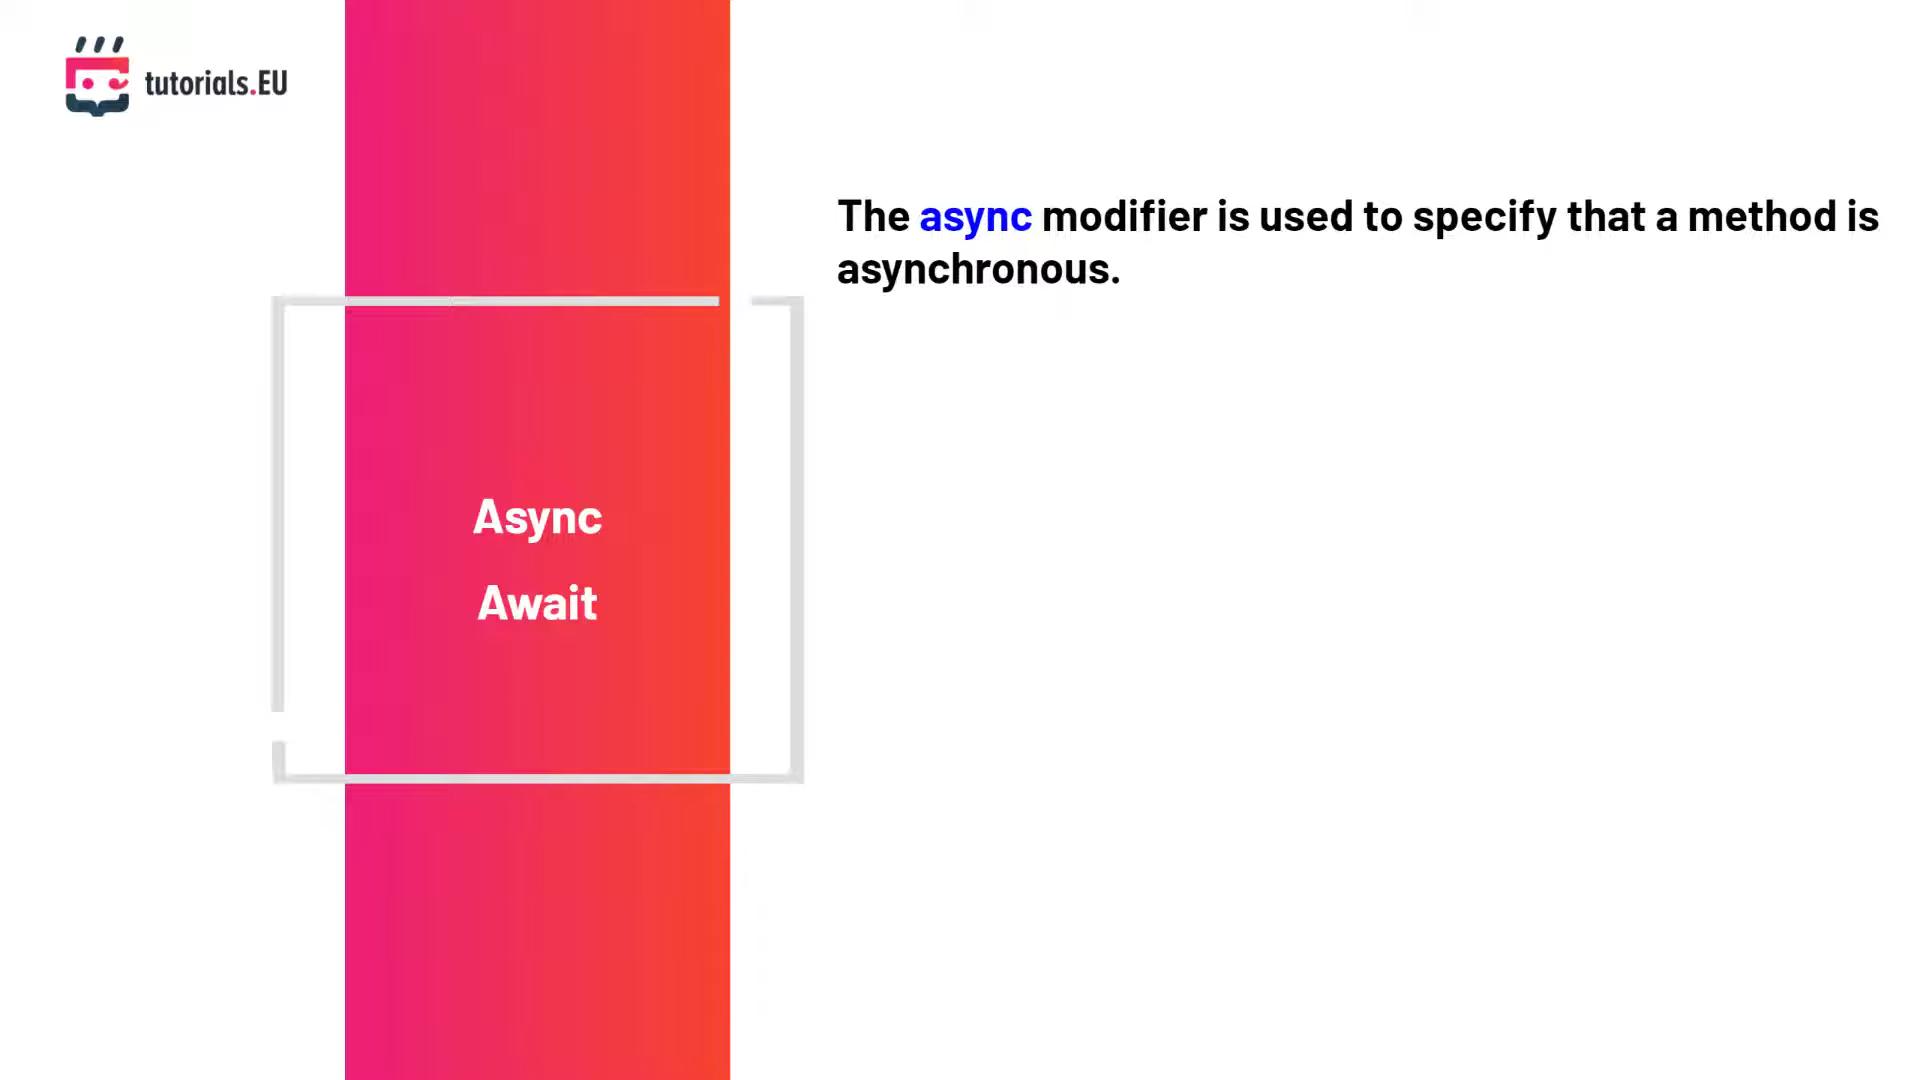 tutorials.EU
The async modifier is used to specify that a method is
asynchronous.
Async
Await